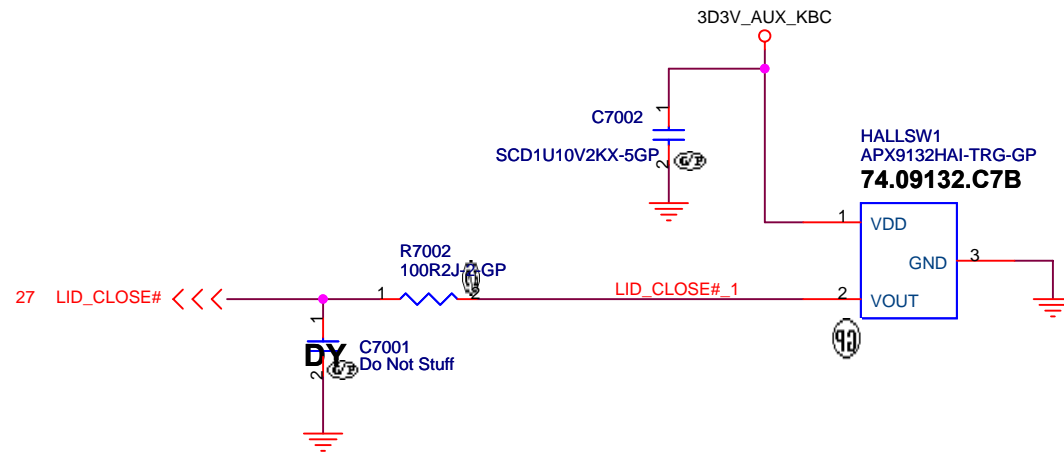 3D3V_AUX_KBC
1
C7002
SCD1U10V2KX-5GP
2
G/P
HALLSW1
APX9132HAI-TRG-GP
74.09132.C7B
1
VDD
GND
3
2
VOUT
GP
R7002
100R2J-2-GP
27
LID_CLOSE#
1
2
LID_CLOSE#_1
1
DY
C7001
Do Not Stuff
2
G/P